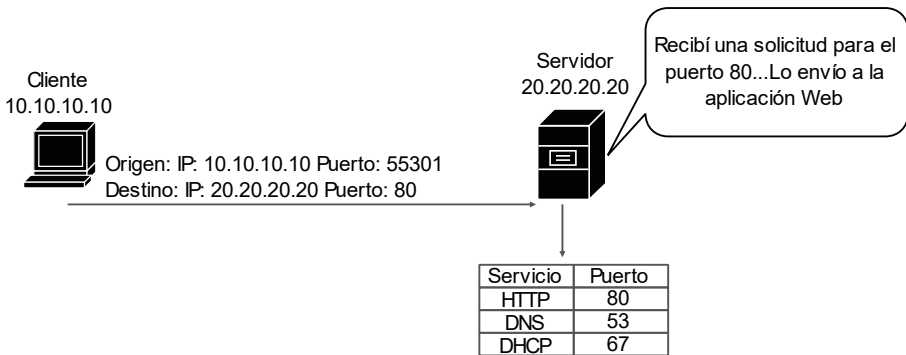 Cliente
10.10.10.10
Servidor
20.20.20.20
Recibí una solicitud para el
puerto 80...Lo envío a la
aplicación Web
Origen: IP: 10.10.10.10 Puerto: 55301
Destino: IP: 20.20.20.20 Puerto: 80
Servicio Puerto
HTTP 80
DNS 53
DHCP 67